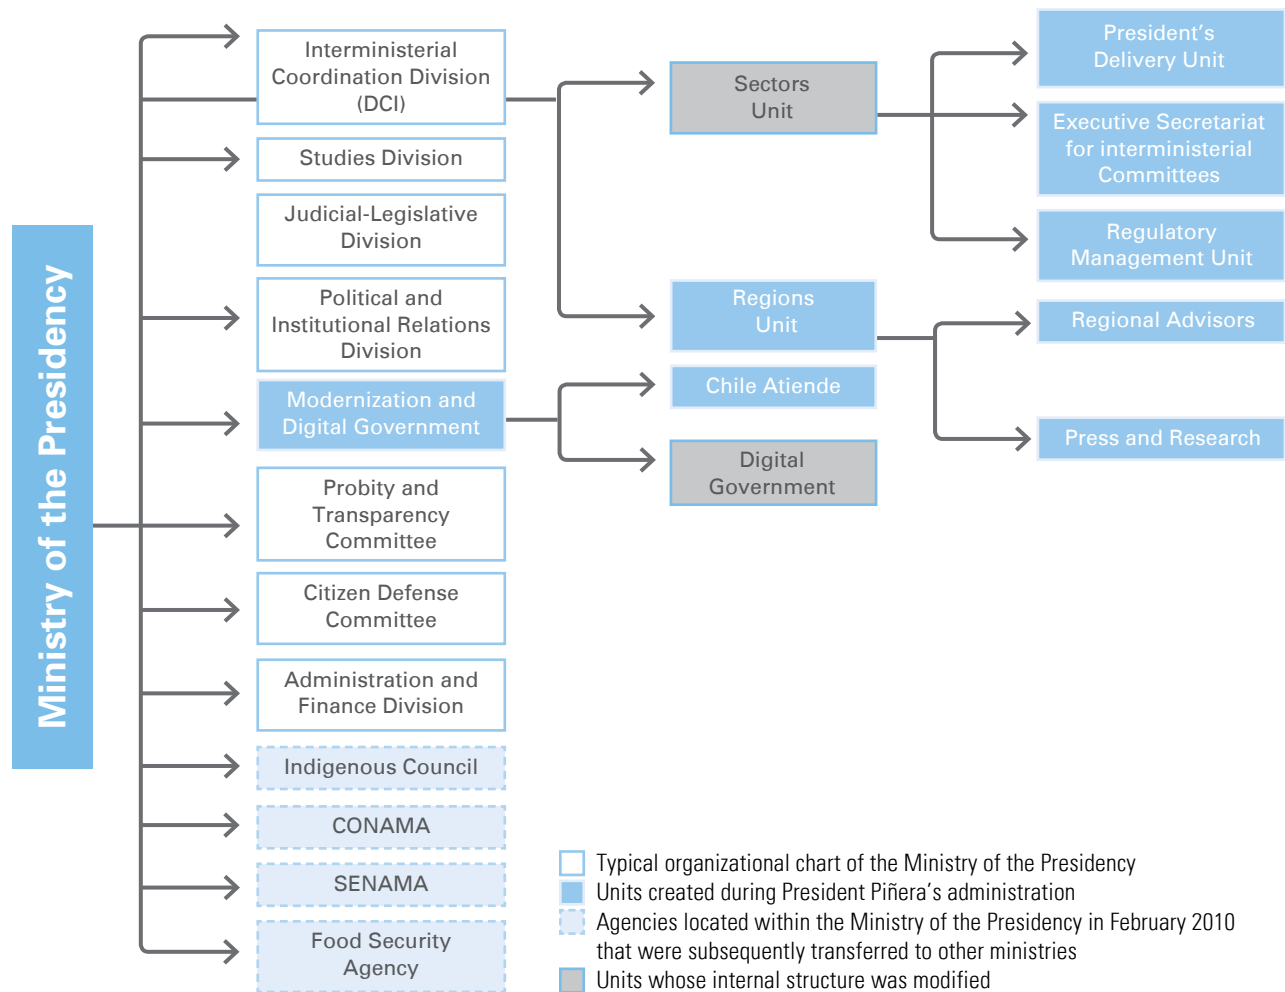 Ministry of the Presidency
Interministerial
Coordination Division
(DCI)
Studies Division
Judicial-Legislative
Division
Political and
Institutional Relations
Division
Modernization and
Digital Government
Probity and
Transparency
Committee
Citizen Defense
Committee
Administration and
Finance Division
Indigenous Council
CONAMA
SENAMA
Food Security
Agency
Sectors
Unit
Regions
Unit
Chile Atiende
Digital
Government
President’s
Delivery Unit
Executive Secretariat
for interministerial
Committees
Regulatory
Management Unit
Regional Advisors
Press and Research
Typical organizational chart of the Ministry of the Presidency
Units created during President Piñera’s administration
Agencies located within the Ministry of the Presidency in February 2010
that were subsequently transferred to other ministries
Units whose internal structure was modified